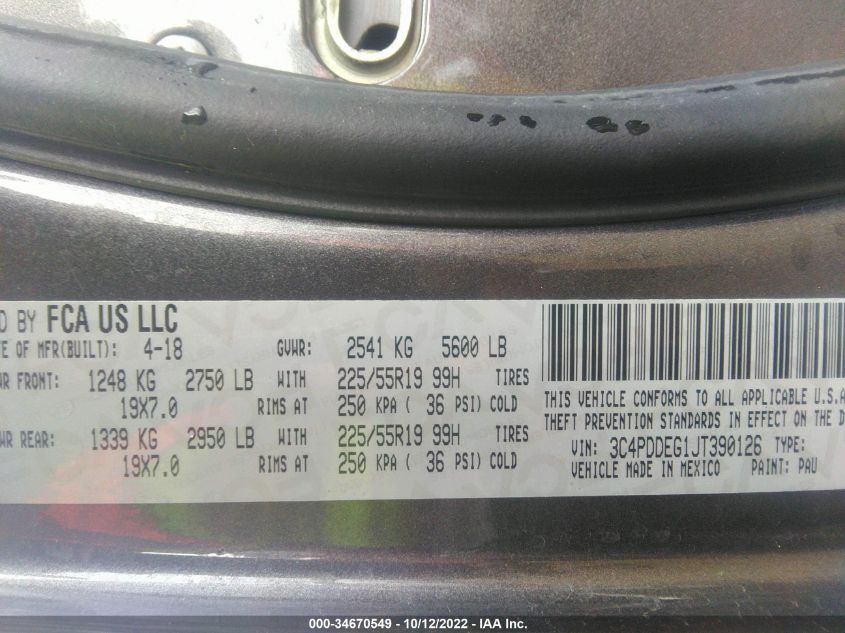 D BY FCA US LLC
E OF MFR(BUILT): 4-18 GVWR: 2541 KG 5600 LB
WR FRONT: 1248 KG 2750 LB WITH 225/55R19 99H TIRES
19X7.0 RIMS AT 250 KPA ( 36 PSI) COLD
WR REAR: 1339 KG 2950 LB WITH 225/55R19 99H TIRES
19X7.0 RIMS AT 250 KPA ( 36 PSI) COLD
THIS VEHICLE CONFORMS TO ALL APPLICABLE U.S.A
THEFT PREVENTION STANDARDS IN EFFECT ON THE D
VIN: 3C4PDDEG1JT390126 TYPE:
VEHICLE MADE IN MEXICO PAINT: PAU
000-34670549 - 10/12/2022 - IAA Inc.